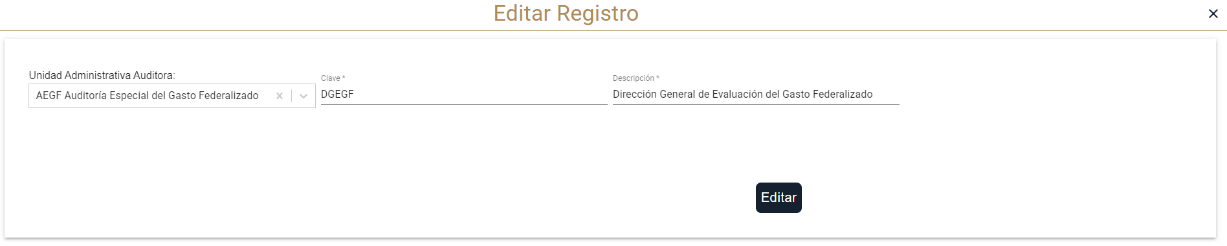 Editar Registro
Unidad Administrativa Auditora:
AEGF Auditoría Especial del Gasto Federalizado
Clave *
DGEGF
Descripción *
Dirección General de Evaluación del Gasto Federalizado
Editar